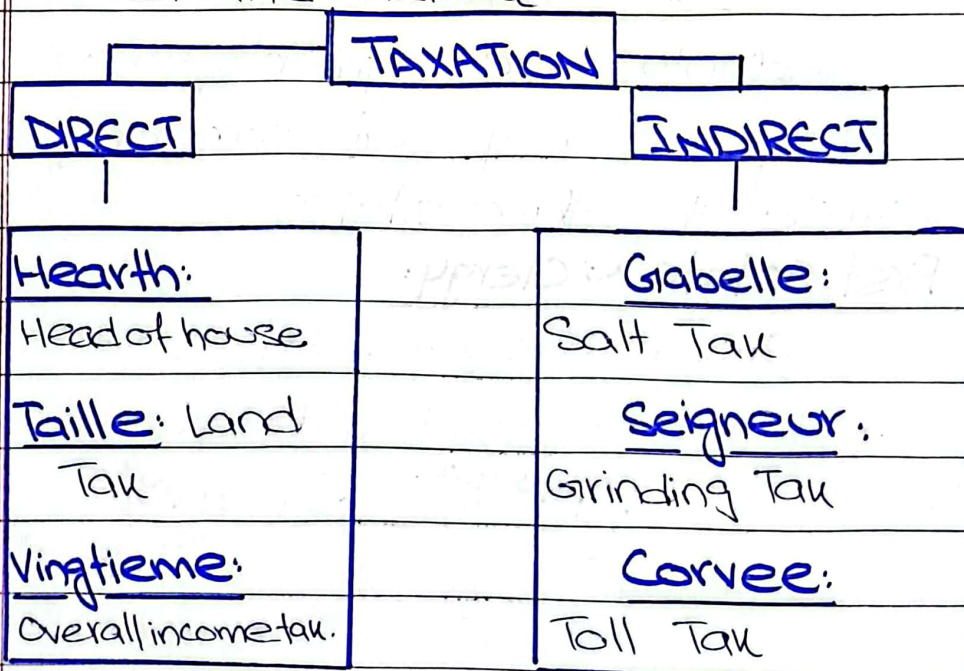 TAXATION
DIRECT
INDIRECT
Hearth:
Head of house
Taille: Land
Tax
Vingtieme:
Overall income tax.
Gabelle:
Salt Tax
Seigneur:
Grinding Tax
Corvee:
Toll Tax